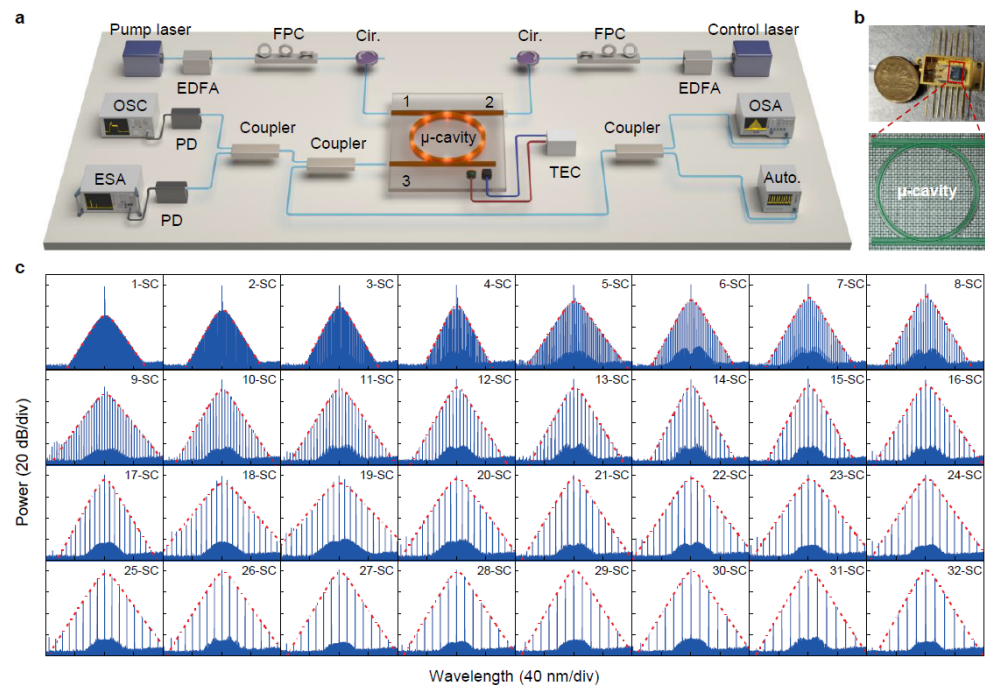 a
b
Pump laser
FPC
Cir.
Cir.
FPC
Control laser
EDFA
EDFA
OSC
PD
Coupler
Coupler
1
2
μ-cavity
3
TEC
Coupler
OSA
ESA
PD
Auto.
μ-cavity
c
1-SC
2-SC
3-SC
4-SC
5-SC
6-SC
7-SC
8-SC
9-SC
10-SC
11-SC
12-SC
13-SC
14-SC
15-SC
16-SC
17-SC
18-SC
19-SC
20-SC
21-SC
22-SC
23-SC
24-SC
25-SC
26-SC
27-SC
28-SC
29-SC
30-SC
31-SC
32-SC
Power (20 dB/div)
Wavelength (40 nm/div)